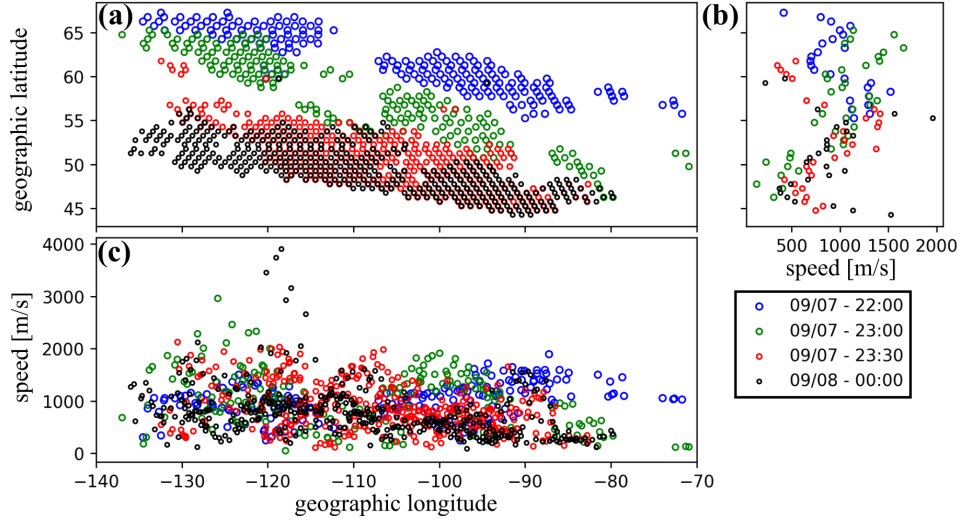 (a)
(b)
geographic latitude
65
60
55
50
45
500 1000 1500 2000
speed [m/s]
(c)
speed [m/s]
4000
3000
2000
1000
0
−140 −130 −120 −110 −100 −90 −80 −70
geographic longitude
09/07 - 22:00
09/07 - 23:00
09/07 - 23:30
09/08 - 00:00